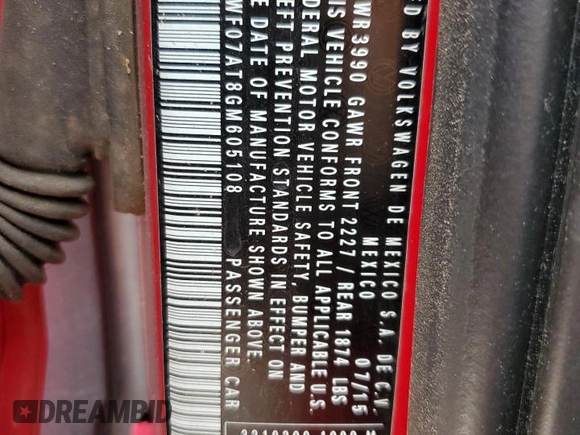 ED BY VOLKSWAGEN DE MEXICO S.A. DE C.V.
MEXICO 07/15
WR3990 GAWR FRONT 2227 / REAR 1874 LBS
IS VEHICLE CONFORMS TO ALL APPLICABLE U.S.
DERAL MOTOR VEHICLE SAFETY, BUMPER AND
EFT PREVENTION STANDARDS IN EFFECT ON
E DATE OF MANUFACTURE SHOWN ABOVE.
WF07AT8GM605108 PASSENGER CAR
DREAMBID